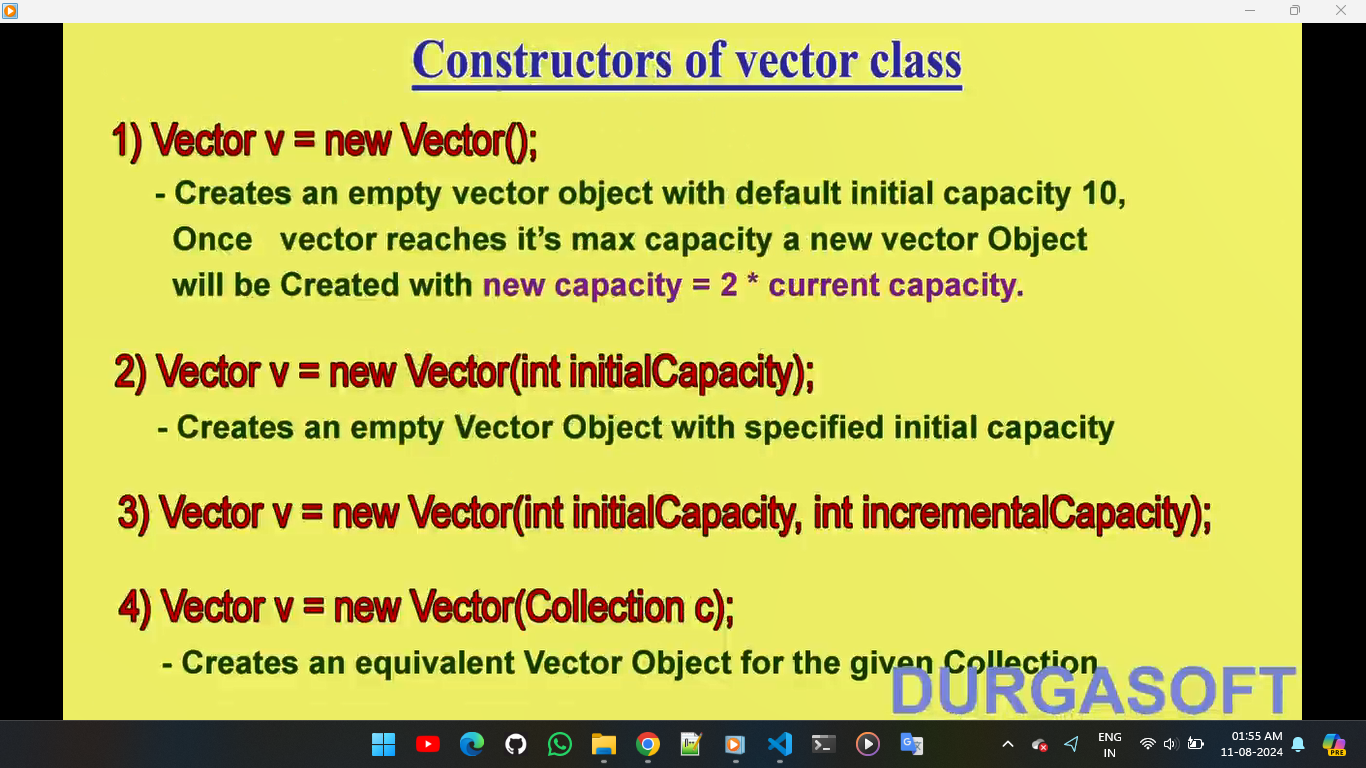 Constructors of vector class
1) Vector v = new Vector();
- Creates an empty vector object with default initial capacity 10,
Once vector reaches it's max capacity a new vector Object
will be Created with new capacity = 2 * current capacity.
2) Vector v = new Vector(int initialCapacity);
- Creates an empty Vector Object with specified initial capacity
3) Vector v = new Vector(int initialCapacity, int incrementalCapacity);
4) Vector v = new Vector(Collection c);
- Creates an equivalent Vector Object for the given Collection
DURGASOFT
ENG
IN
01:55 AM
11-08-2024
PRE